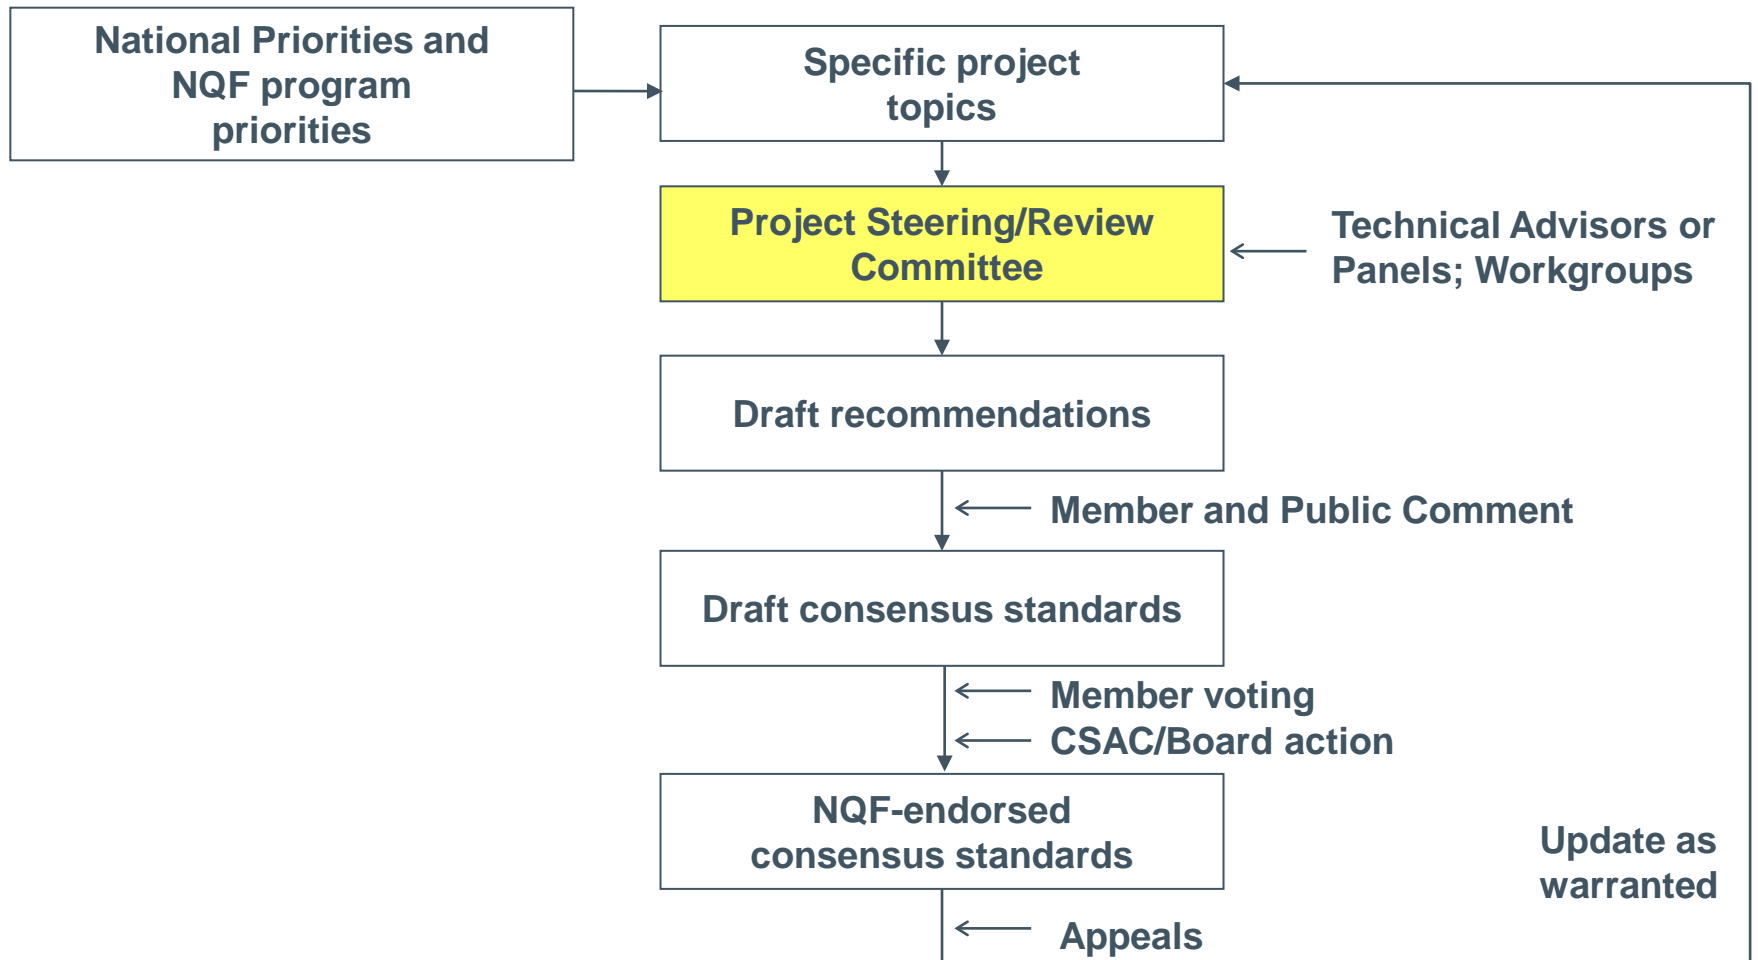 National Priorities and
NQF program
priorities
Specific project
topics
Project Steering/Review
Committee
Technical Advisors or
Panels; Workgroups
Draft recommendations
Member and Public Comment
Draft consensus standards
Member voting
CSAC/Board action
NQF-endorsed
consensus standards
Update as
warranted
Appeals